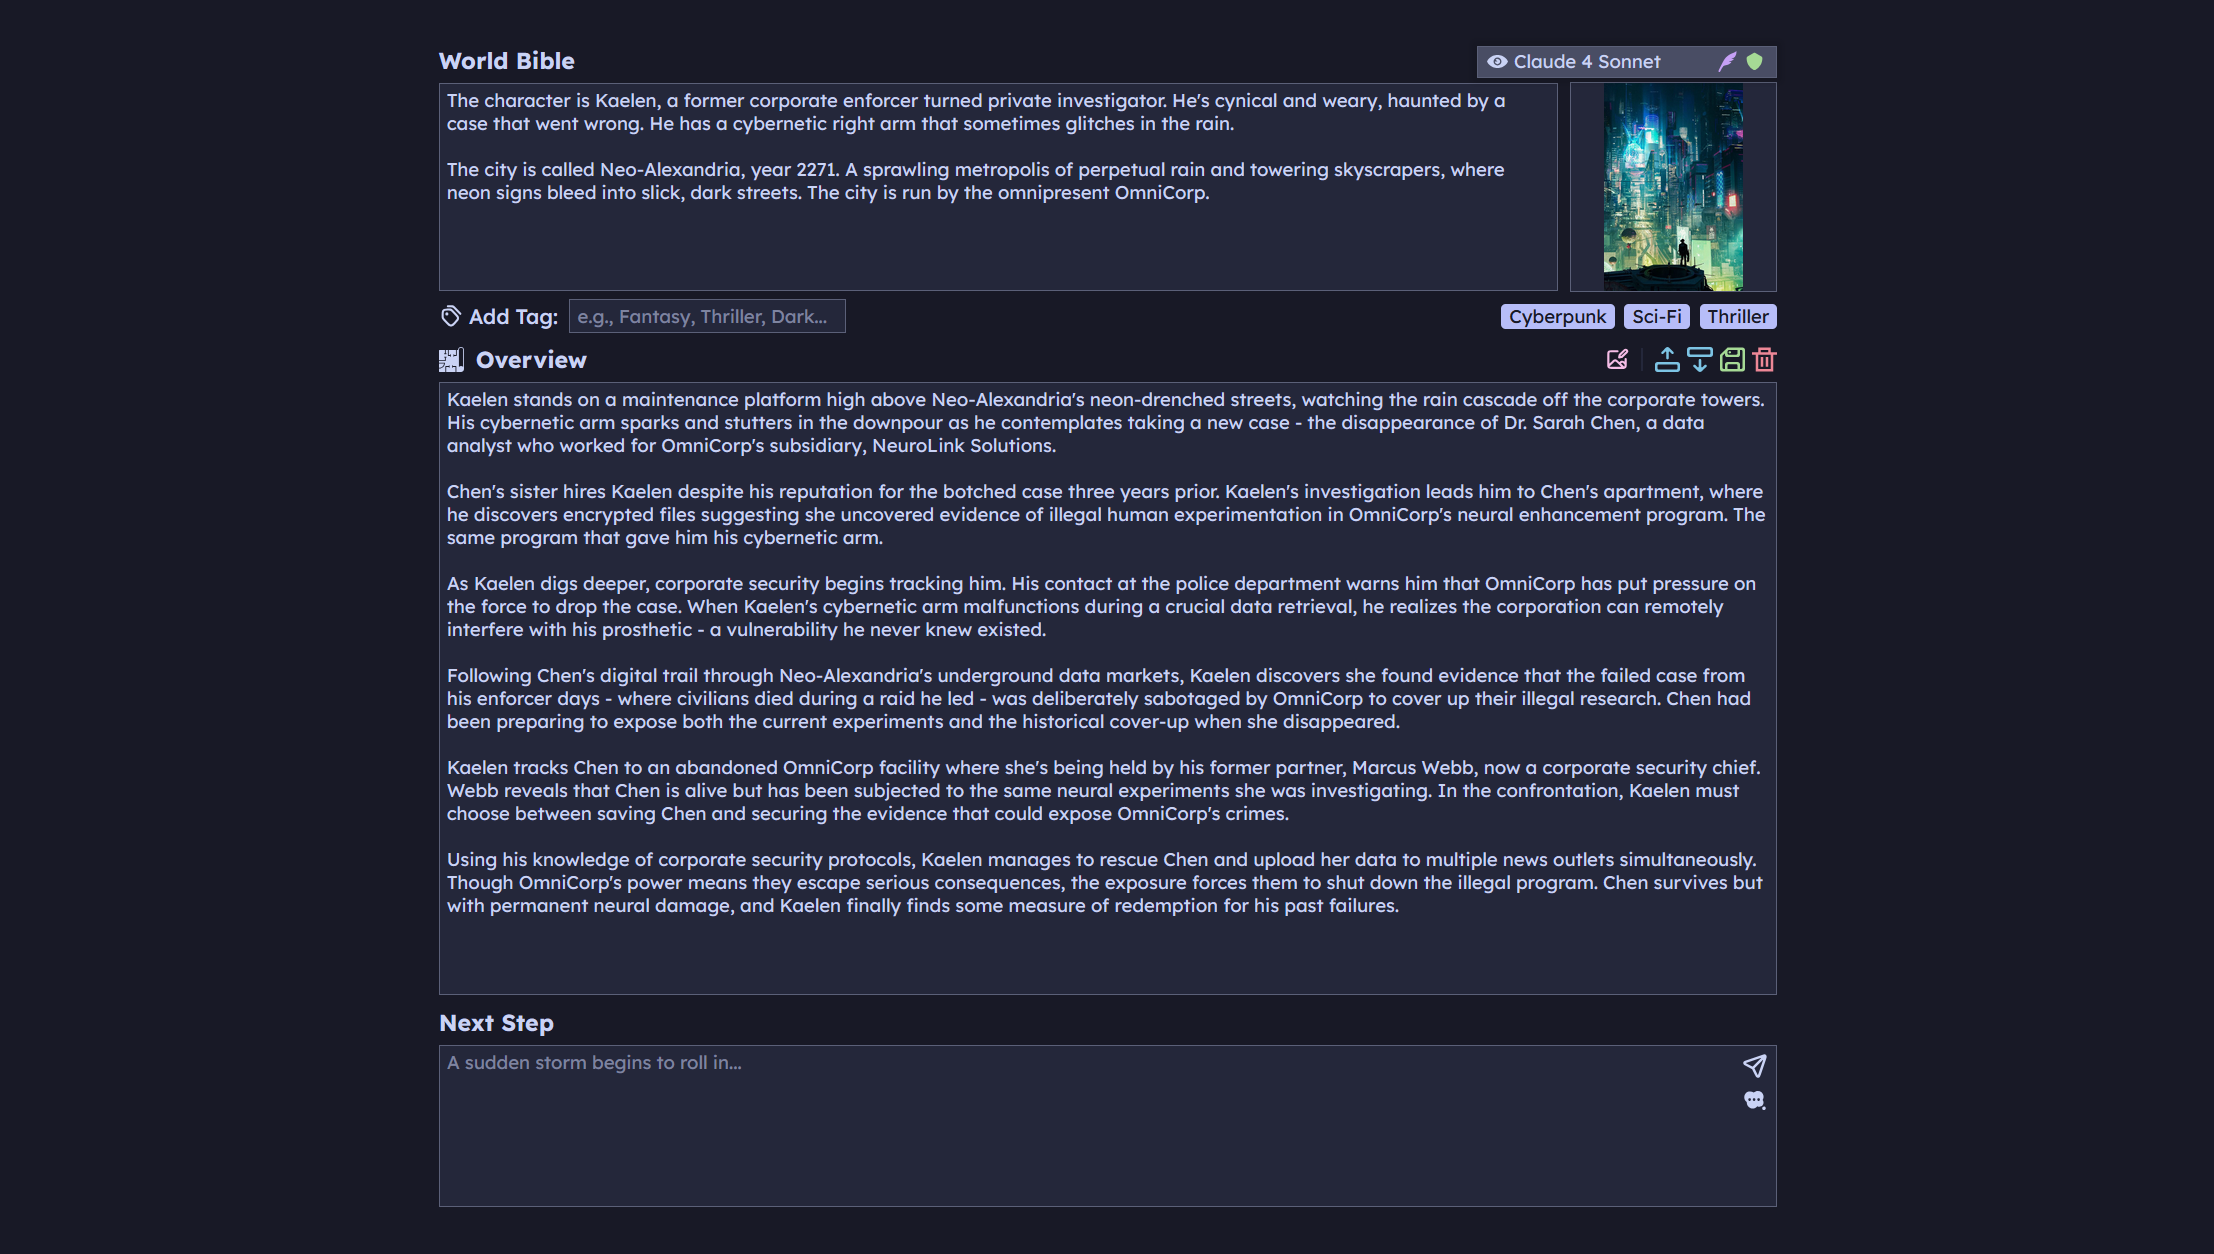 World Bible
Claude 4 Sonnet
The character is Kaelen, a former corporate enforcer turned private investigator. He's cynical and weary, haunted by a
case that went wrong. He has a cybernetic right arm that sometimes glitches in the rain.
The city is called Neo-Alexandria, year 2271. A sprawling metropolis of perpetual rain and towering skyscrapers, where
neon signs bleed into slick, dark streets. The city is run by the omnipresent OmniCorp.
Add Tag:
e.g., Fantasy, Thriller, Dark...
Cyberpunk
Sci-Fi
Thriller
Overview
Kaelen stands on a maintenance platform high above Neo-Alexandria's neon-drenched streets, watching the rain cascade off the corporate towers.
His cybernetic arm sparks and stutters in the downpour as he contemplates taking a new case - the disappearance of Dr. Sarah Chen, a data
analyst who worked for OmniCorp's subsidiary, NeuroLink Solutions.
Chen's sister hires Kaelen despite his reputation for the botched case three years prior. Kaelen's investigation leads him to Chen's apartment, where
he discovers encrypted files suggesting she uncovered evidence of illegal human experimentation in OmniCorp's neural enhancement program. The
same program that gave him his cybernetic arm.
As Kaelen digs deeper, corporate security begins tracking him. His contact at the police department warns him that OmniCorp has put pressure on
the force to drop the case. When Kaelen's cybernetic arm malfunctions during a crucial data retrieval, he realizes the corporation can remotely
interfere with his prosthetic - a vulnerability he never knew existed.
Following Chen's digital trail through Neo-Alexandria's underground data markets, Kaelen discovers she found evidence that the failed case from
his enforcer days - where civilians died during a raid he led - was deliberately sabotaged by OmniCorp to cover up their illegal research. Chen had
been preparing to expose both the current experiments and the historical cover-up when she disappeared.
Kaelen tracks Chen to an abandoned OmniCorp facility where she's being held by his former partner, Marcus Webb, now a corporate security chief.
Webb reveals that Chen is alive but has been subjected to the same neural experiments she was investigating. In the confrontation, Kaelen must
choose between saving Chen and securing the evidence that could expose OmniCorp's crimes.
Using his knowledge of corporate security protocols, Kaelen manages to rescue Chen and upload her data to multiple news outlets simultaneously.
Though OmniCorp's power means they escape serious consequences, the exposure forces them to shut down the illegal program. Chen survives but
with permanent neural damage, and Kaelen finally finds some measure of redemption for his past failures.
Next Step
A sudden storm begins to roll in...